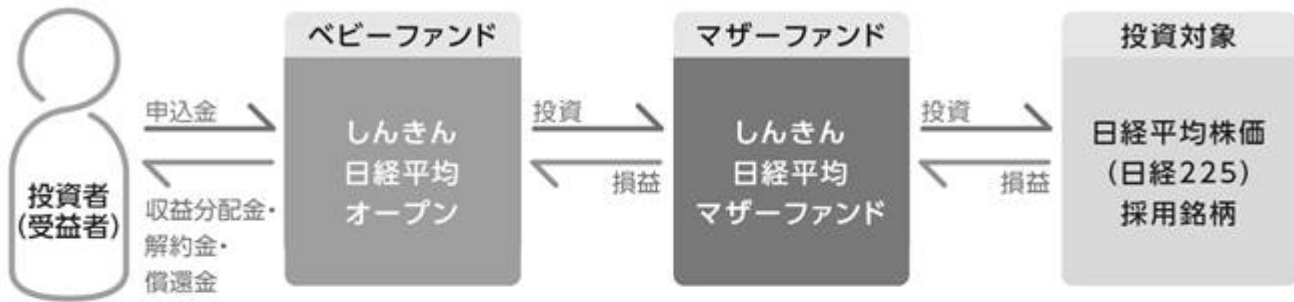 ベビーファンド
マザーファンド
投資対象
申込金
投資
投資
しんきん
日経平均
オープン
しんきん
日経平均
マザーファンド
日経平均株価
(日経225)
採用銘柄
投資者
(受益者)
収益分配金・
解約金・
償還金
損益
損益